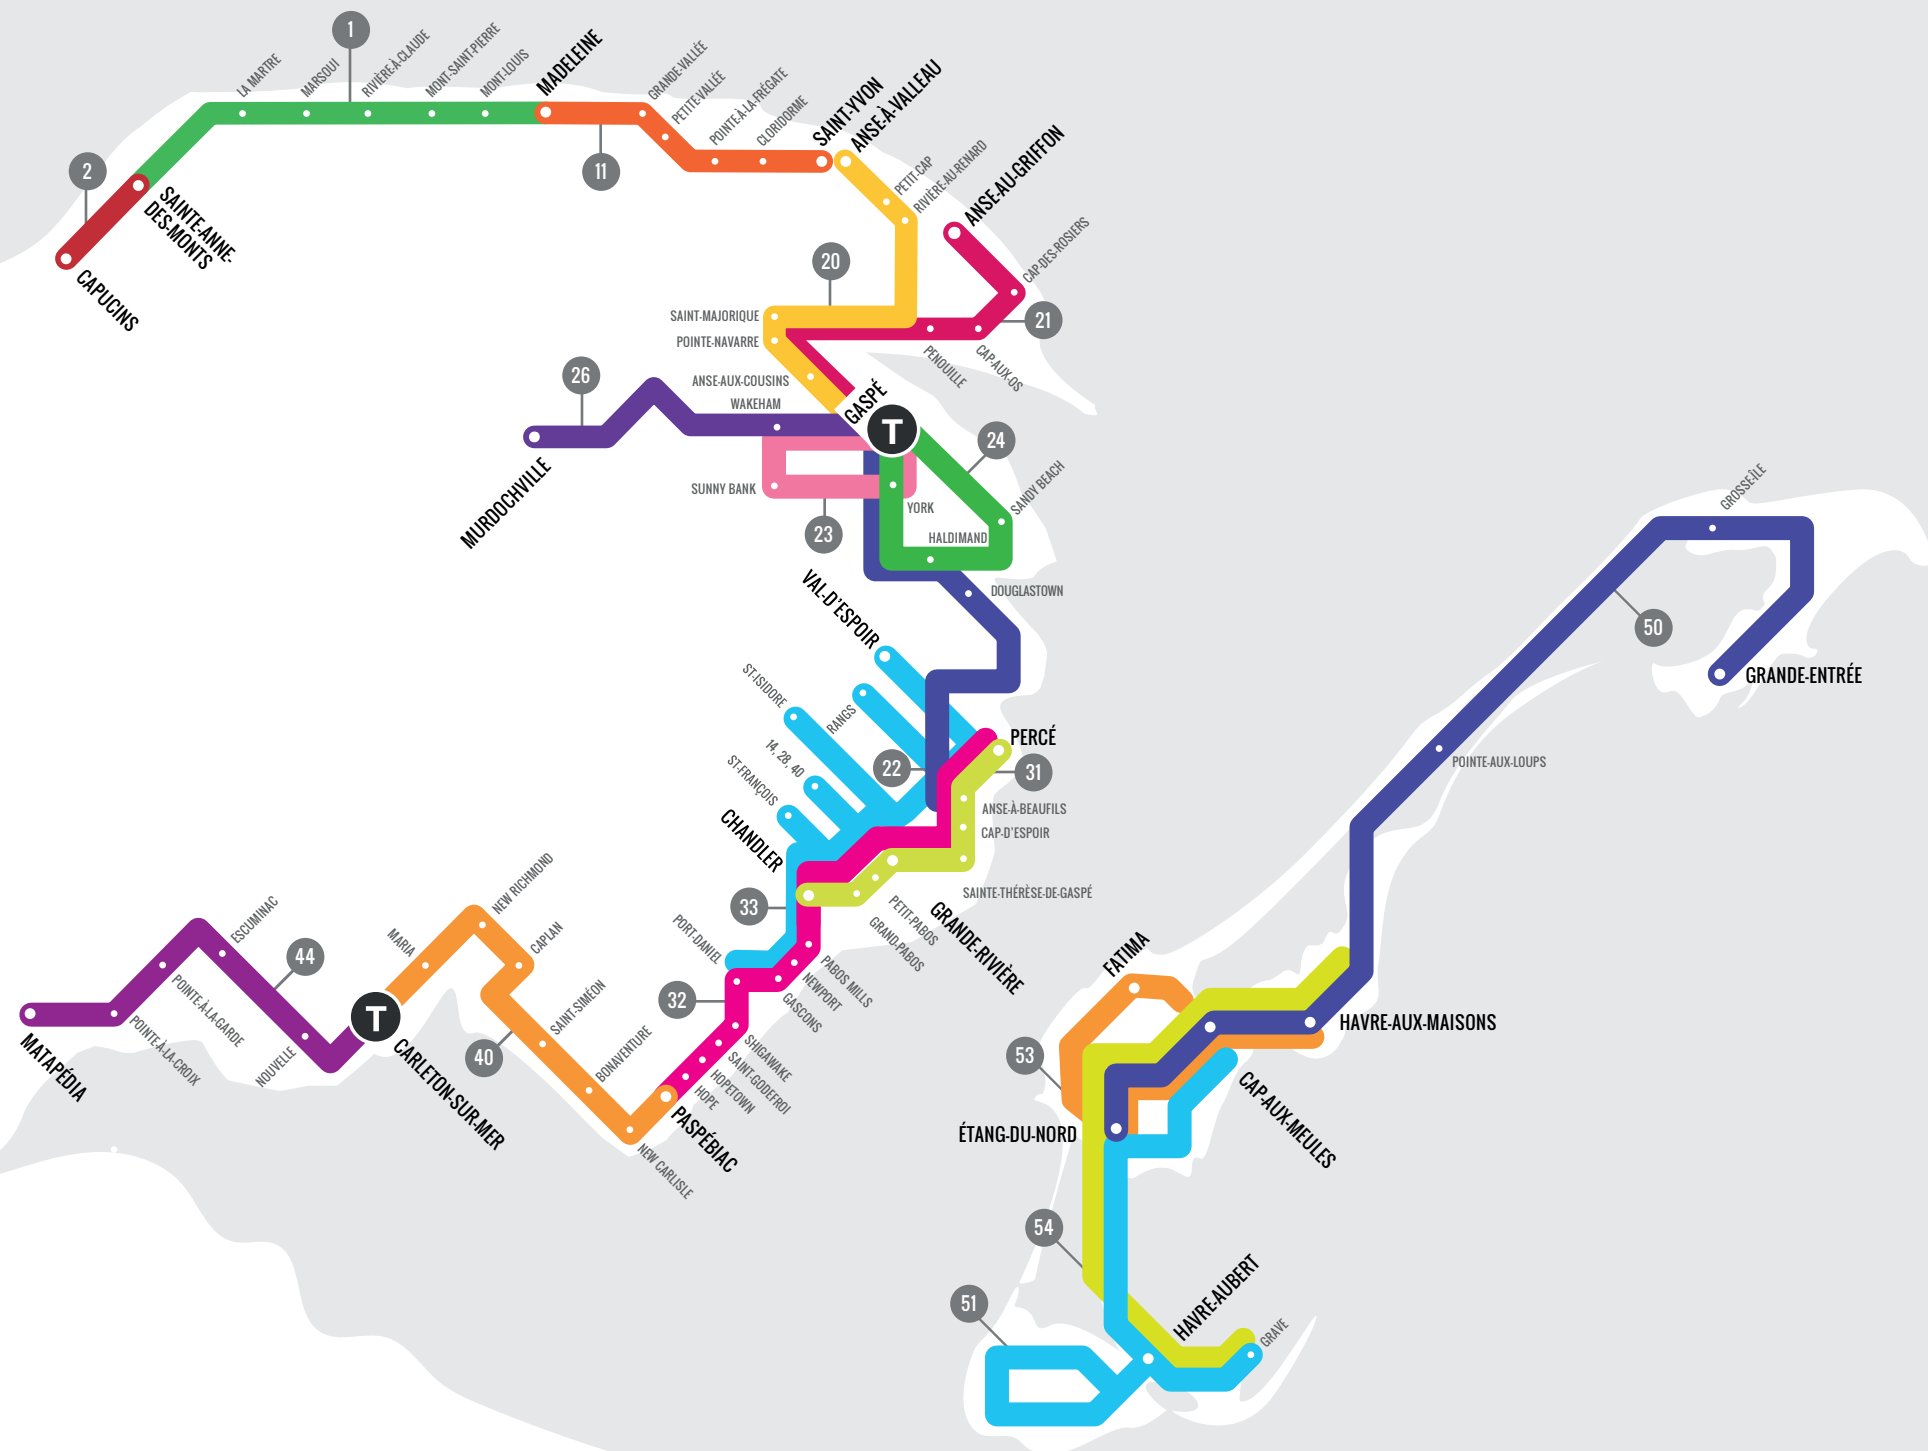 1
LA MARTRE
MARSOUI
RIVIÈRE-À-CLAUDE
MONT-SAINT-PIERRE
MONT-LOUIS
MADELEINE
GRANDE-VALLÉE
PETITE-VALLÉE
POINTE-À-LA-FRÉGATE
CLORIDORME
SAINT-YVON
ANSE-À-VALLEAU
2
11
SAINTE-ANNE-
DES-MONTS
CAPUCINS
PETIT-CAP
RIVIÈRE-AU-RENARD
ANSE-AU-GRIFFON
CAP-DES-ROSIERS
20
21
SAINT-MAJORIQUE
POINTE-NAVARRE
PENOUILLE
CAP-AUX-OS
26
ANSE-AUX-COUSINS
WAKEHAM
GASPÉ
T
24
MURDOCHVILLE
SUNNY BANK
23
YORK
SANDY BEACH
HALDIMAND
DOUGLASTOWN
VAL-D'ESPOIR
ST-ISIDORE
RANGS
14, 28, 40
ST-FRANÇOIS
22
PERCÉ
31
ANSE-À-BEAUFILS
CAP-D'ESPOIR
CHANDLER
SAINTE-THÉRÈSE-DE-GASPÉ
33
PETIT-PABOS
GRAND-PABOS
GRANDE-RIVIÈRE
PORT-DANIEL
PABOS MILLS
NEWPORT
GASCONS
32
SHIGAWAKE
SAINT-GODEFROI
HOPETOWN
HOPE
PASPÉBIAC
NEW CARLISLE
BONAVENTURE
SAINT-SIMÉON
40
CAPLAN
NEW RICHMOND
MARIA
T
CARLETON-SUR-MER
44
ESCUMINAC
NOUVELLE
POINTE-À-LA-GARDE
POINTE-À-LA-CROIX
MATAPÉDIA
GROSSE-ÎLE
50
GRANDE-ENTRÉE
POINTE-AUX-LOUPS
FATIMA
HAVRE-AUX-MAISONS
53
CAP-AUX-MEULES
ÉTANG-DU-NORD
54
51
HAVRE-AUBERT
GRAVE